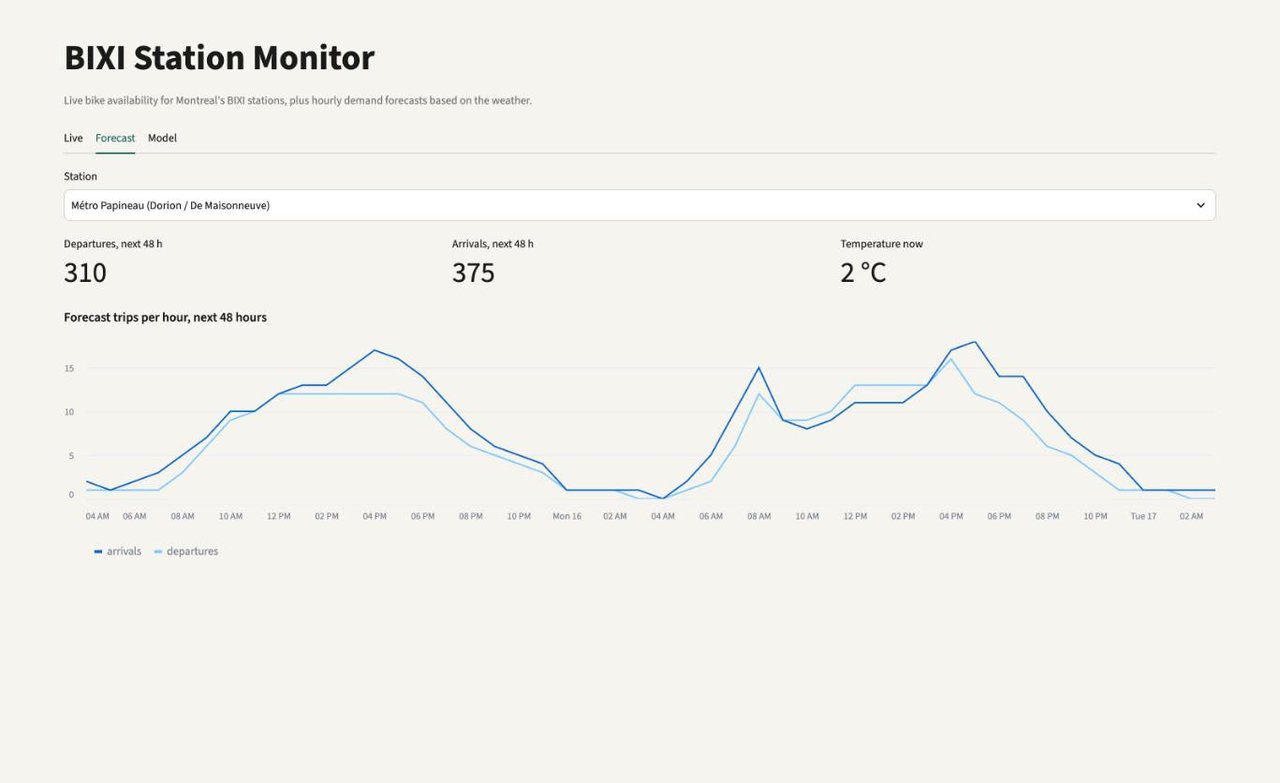 BIXI Station Monitor
Live bike availability for Montreal's BIXI stations, plus hourly demand forecasts based on the weather.
Live Forecast Model
Station
Métro Papineau (Dorion / De Maisonneuve)
Departures, next 48 h Arrivals, next 48 h Temperature now
310 375 2 °C
Forecast trips per hour, next 48 hours
15
10
5
0
04 AM 06 AM 08 AM 10 AM 12 PM 02 PM 04 PM 06 PM 08 PM 10 PM Mon 16 02 AM 04 AM 06 AM 08 AM 10 AM 12 PM 02 PM 04 PM 06 PM 08 PM 10 PM Tue 17 02 AM
arrivals departures